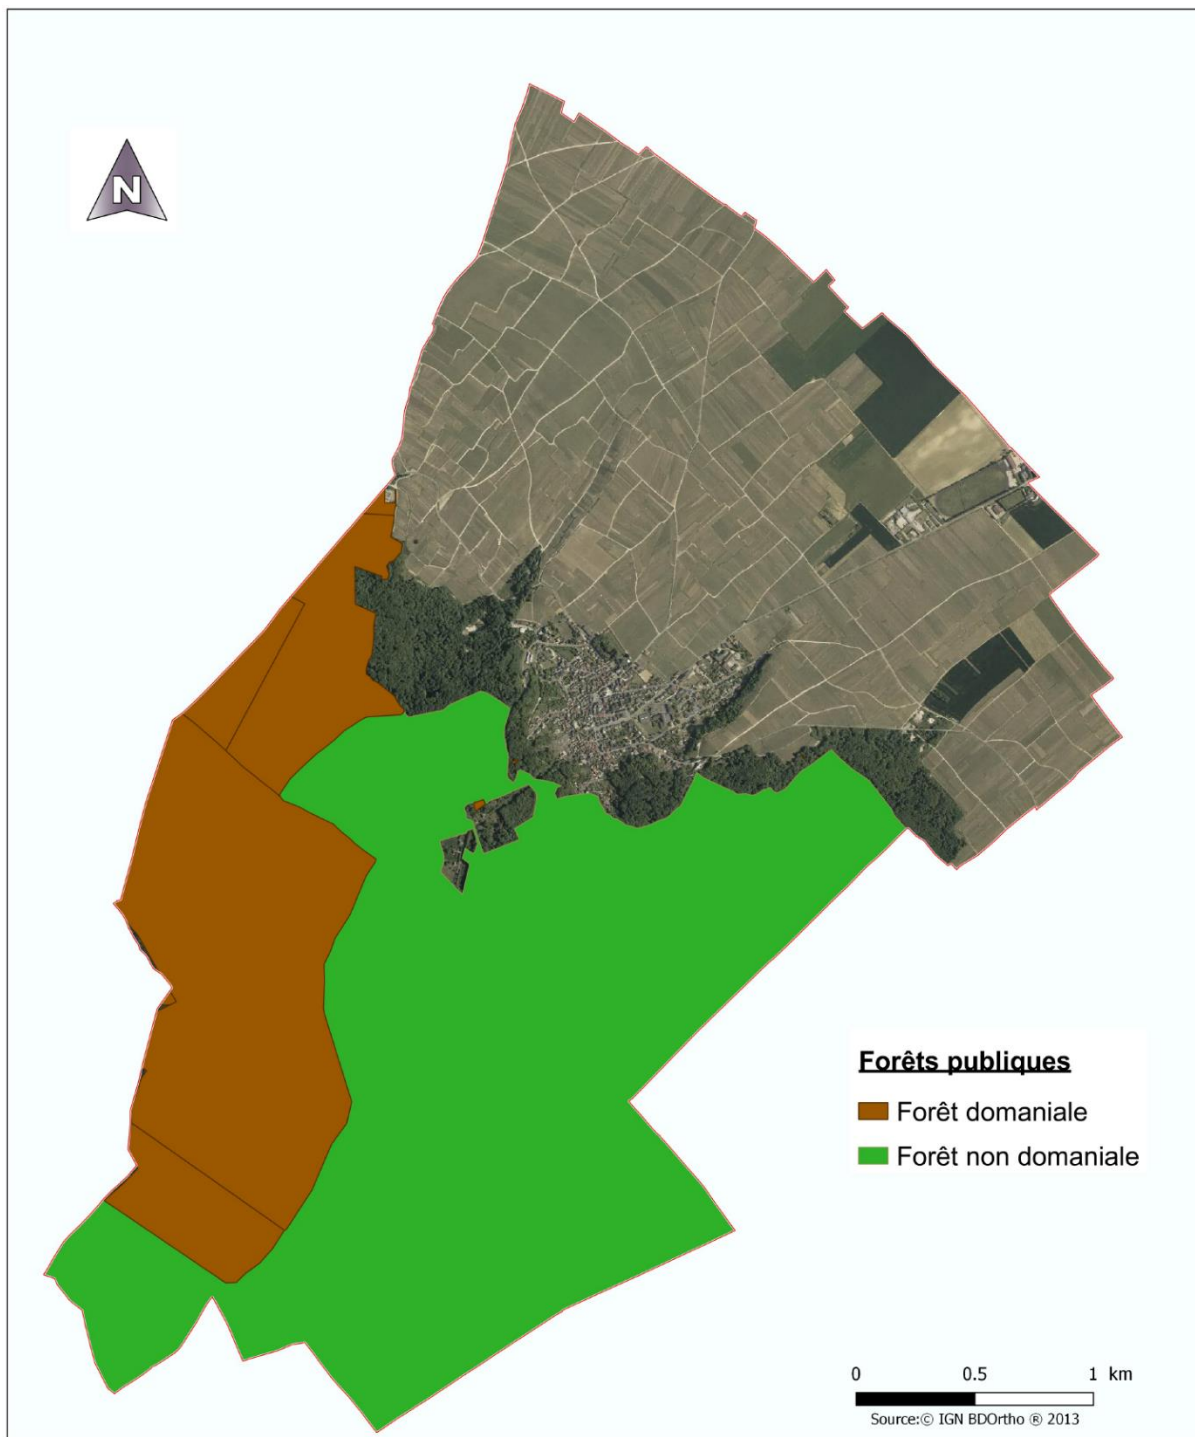 N
Forêts publiques
Forêt domaniale
Forêt non domaniale
0 0.5 1 km
Source:© IGN BDOrtho ® 2013